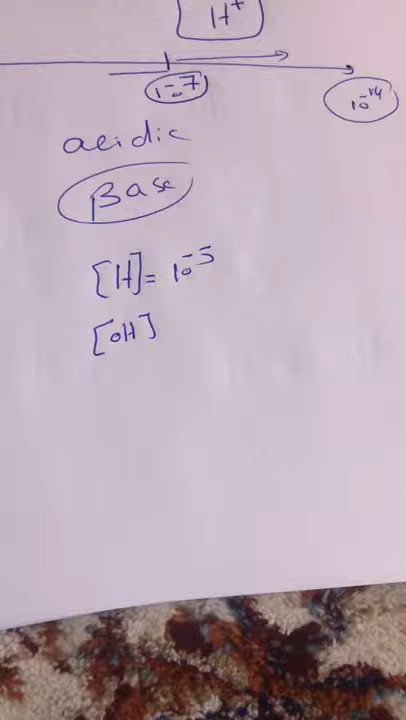 H⁺
10⁻⁷
10⁻¹⁴
acidic
Base
[H] = 10⁻⁵
[OH]